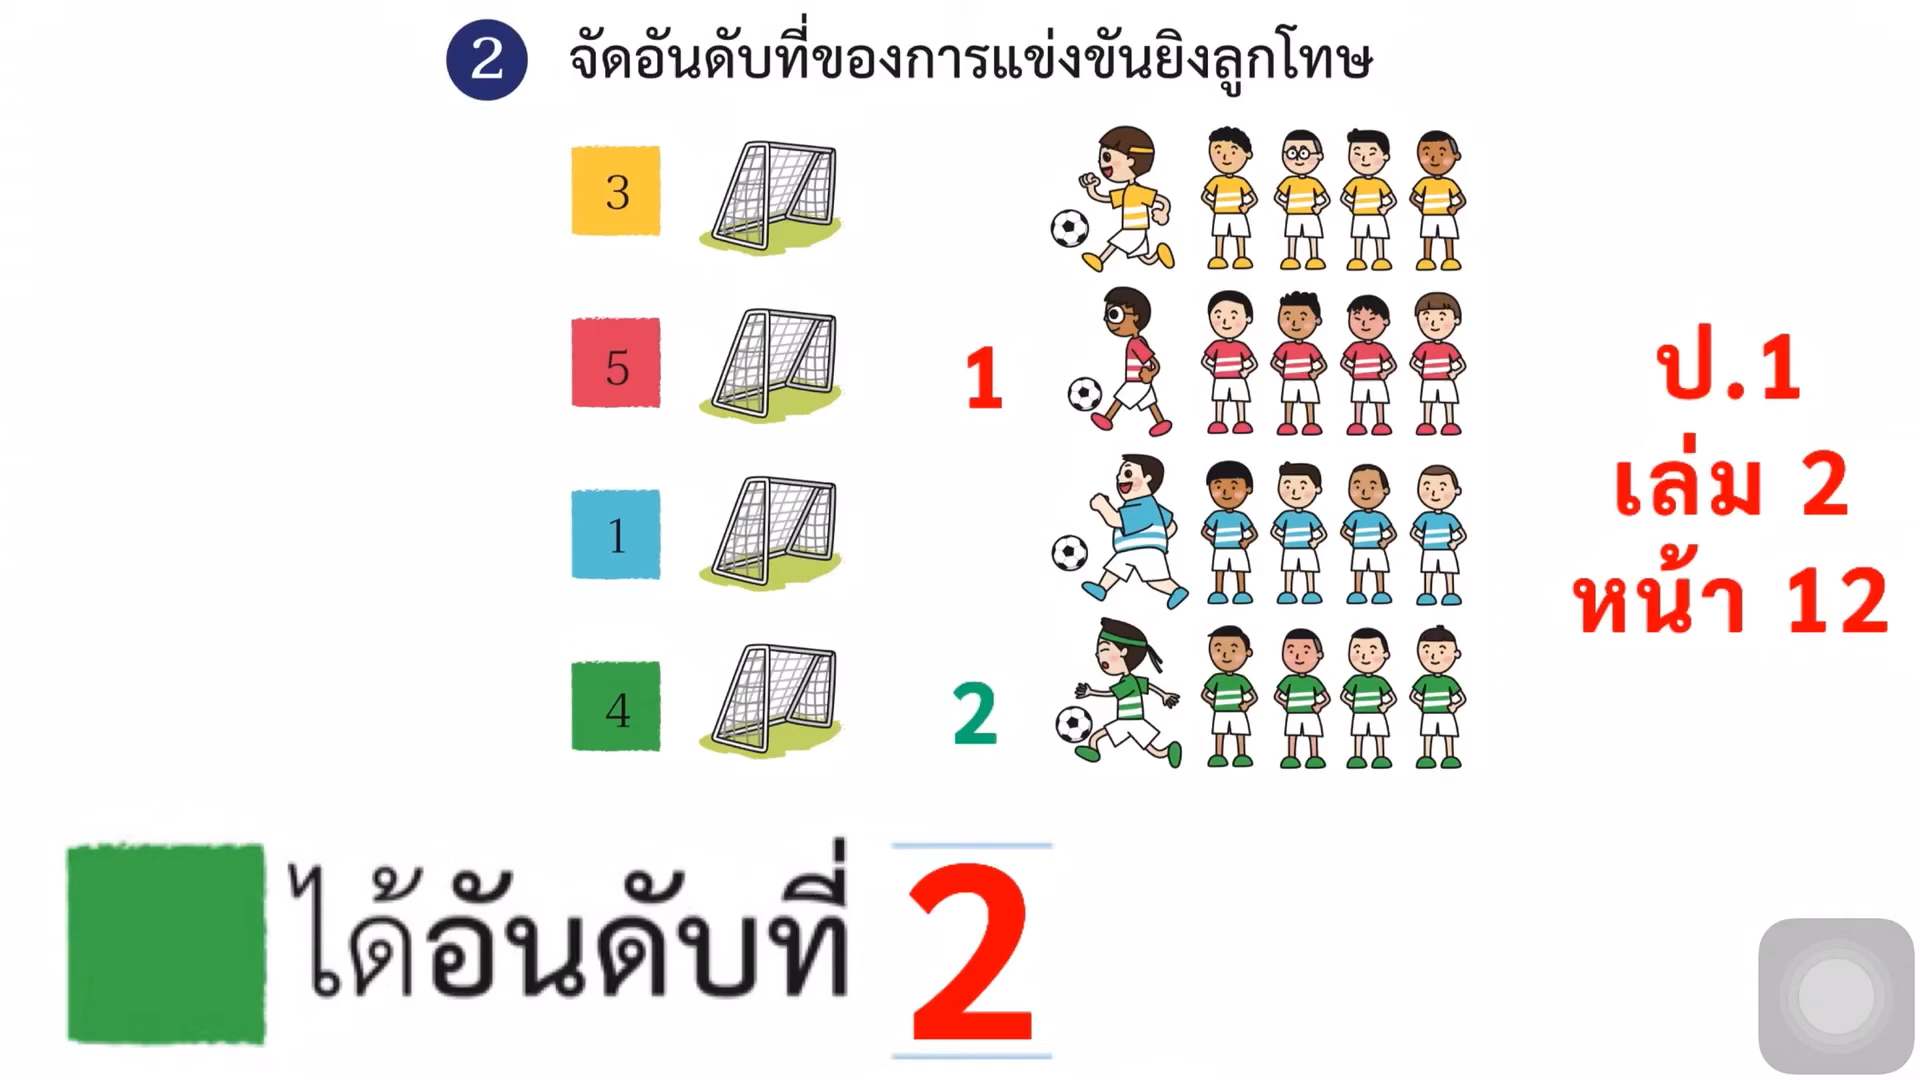 2 จัดอันดับที่ของการแข่งขันยิงลูกโทษ
3
5 1
1
4 2
ป.1
เล่ม 2
หน้า 12
ได้อันดับที่ 2